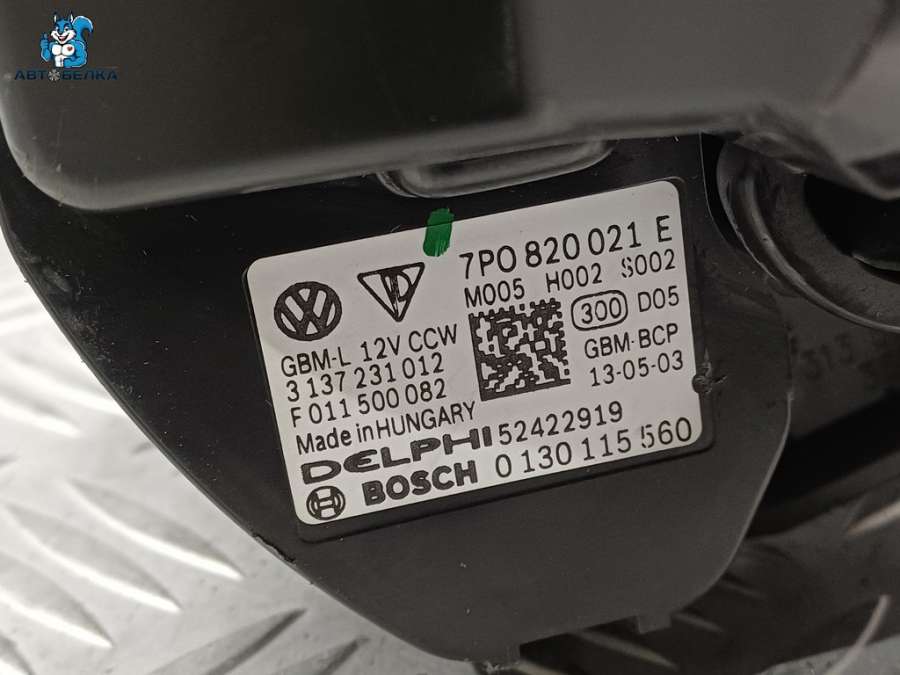 АВТОБЕЛКА
7P0 820 021 E
M005 H002 S002
300 D05
GBM-L 12V CCW
GBM-BCP
3 137 231 012
13-05-03
F 011 500 082
Made in HUNGARY
DELPHI 52422919
BOSCH 0 130 115 560